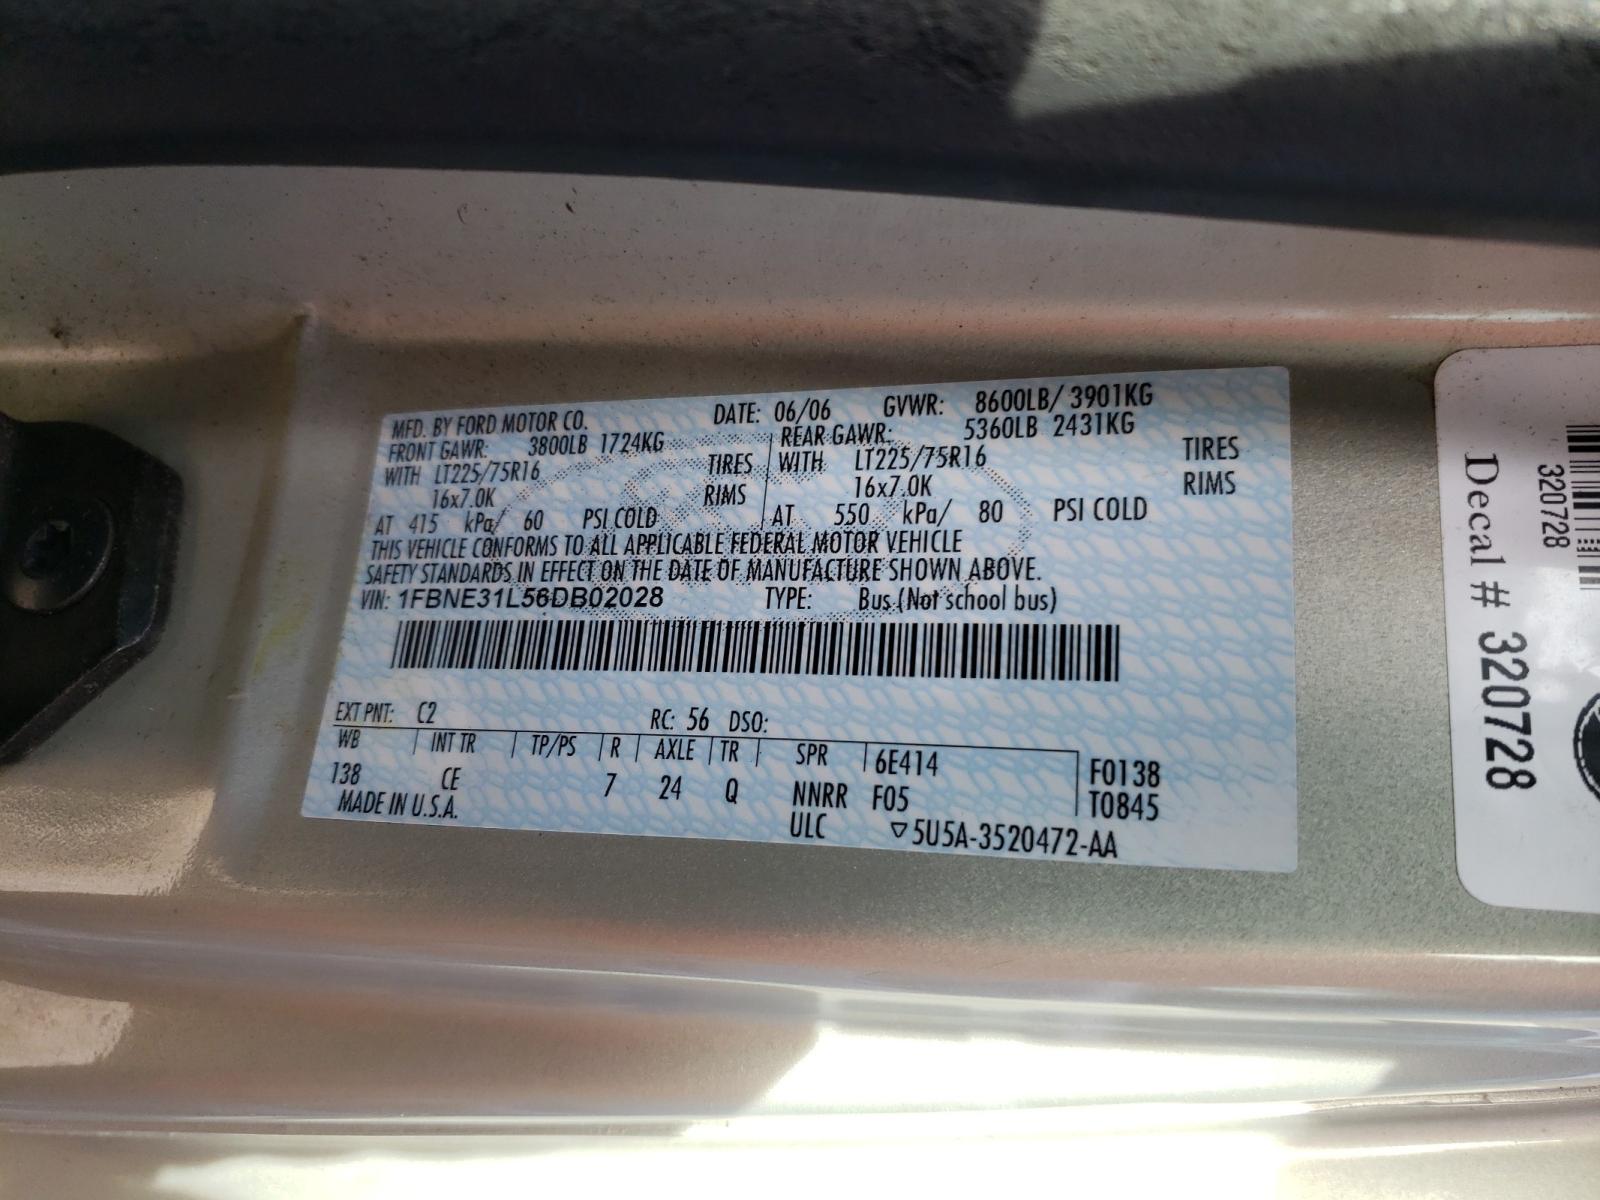 MFD. BY FORD MOTOR CO. DATE: 06/06 GVWR: 8600LB/ 3901KG
FRONT GAWR: 3800LB 1724KG REAR GAWR: 5360LB 2431KG
WITH LT225/75R16 TIRES WITH LT225/75R16 TIRES
16x7.0K RIMS 16x7.0K RIMS
AT 415 kPa/ 60 PSI COLD AT 550 kPa/ 80 PSI COLD
THIS VEHICLE CONFORMS TO ALL APPLICABLE FEDERAL MOTOR VEHICLE
SAFETY STANDARDS IN EFFECT ON THE DATE OF MANUFACTURE SHOWN ABOVE.
VIN: 1FBNE31L56DB02028 TYPE: Bus (Not school bus)
EXT PNT: C2 RC: 56 DSO:
WB INT TR TP/PS R AXLE TR SPR 6E414 F0138
138 CE 7 24 Q NNRR F05 T0845
MADE IN U.S.A. ULC ▽5U5A-3520472-AA
320728
Decal # 320728